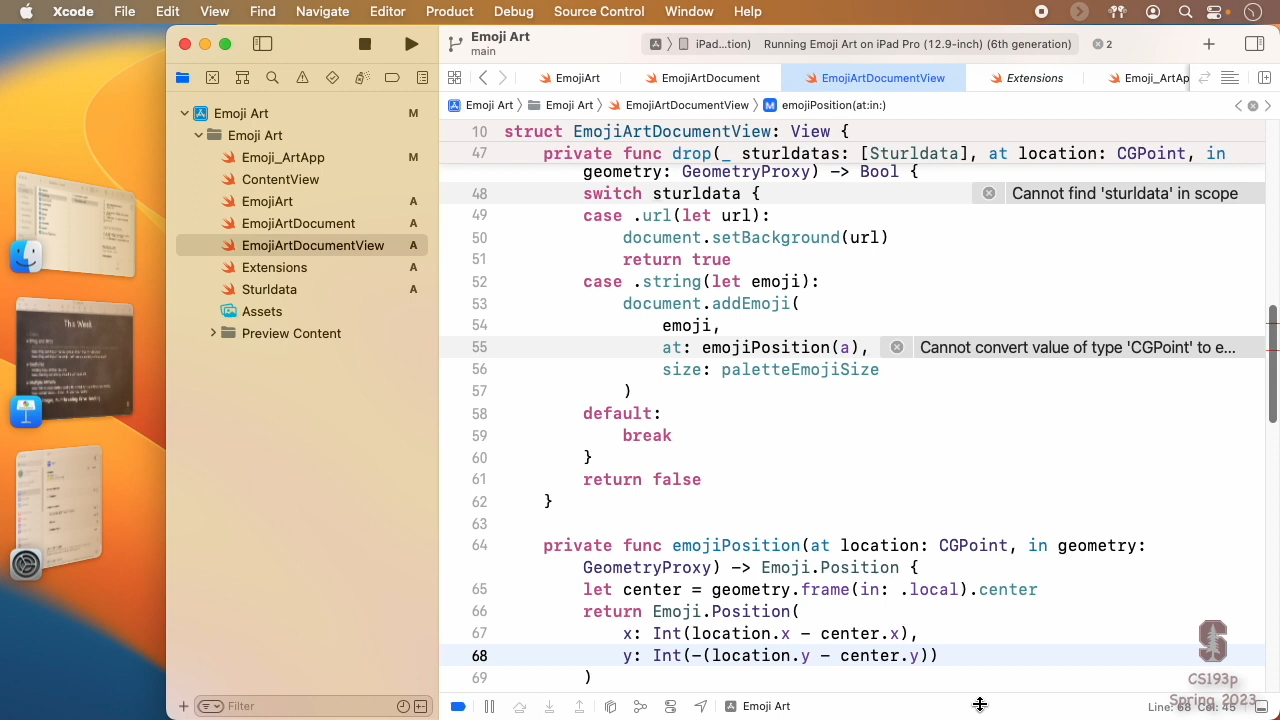 Xcode File Edit View Find Navigate Editor Product Debug Source Control Window Help
Emoji Art
main
iPad...tion) Running Emoji Art on iPad Pro (12.9-inch) (6th generation) 2
EmojiArt EmojiArtDocument EmojiArtDocumentView Extensions Emoji_ArtAp
Emoji Art Emoji Art EmojiArtDocumentView M emojiPosition(at:in:)
Emoji Art M
Emoji Art
Emoji_ArtApp M
ContentView
EmojiArt A
EmojiArtDocument A
EmojiArtDocumentView A
Extensions A
Sturldata A
Assets
Preview Content
Filter
This Week
10 struct EmojiArtDocumentView: View {
47 private func drop(_ sturldatas: [Sturldata], at location: CGPoint, in
geometry: GeometryProxy) -> Bool {
48 switch sturldata { Cannot find 'sturldata' in scope
49 case .url(let url):
50 document.setBackground(url)
51 return true
52 case .string(let emoji):
53 document.addEmoji(
54 emoji,
55 at: emojiPosition(a), Cannot convert value of type 'CGPoint' to e...
56 size: paletteEmojiSize
57 )
58 default:
59 break
60 }
61 return false
62 }
63
64 private func emojiPosition(at location: CGPoint, in geometry:
GeometryProxy) -> Emoji.Position {
65 let center = geometry.frame(in: .local).center
66 return Emoji.Position(
67 x: Int(location.x - center.x),
68 y: Int(-(location.y - center.y))
69 )
Emoji Art
Line: 68 Col: 45
S
CS193p
Spring 2023